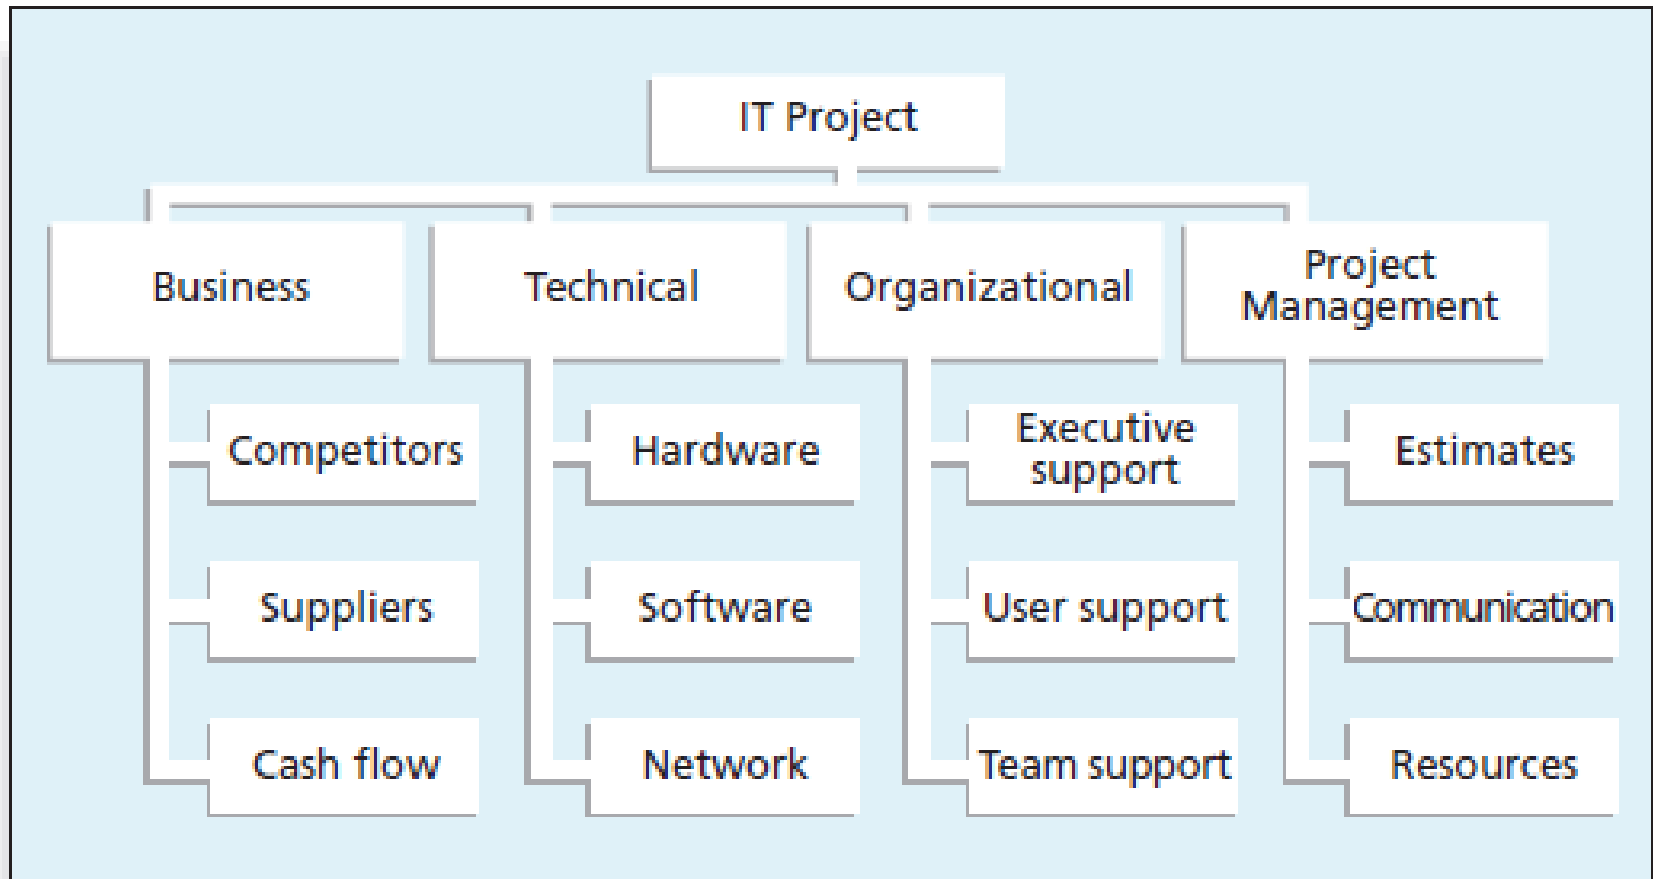 IT Project
Business
Technical
Organizational
Project
Management
Competitors
Hardware
Executive
support
Estimates
Suppliers
Software
User support
Communication
Cash flow
Network
Team support
Resources